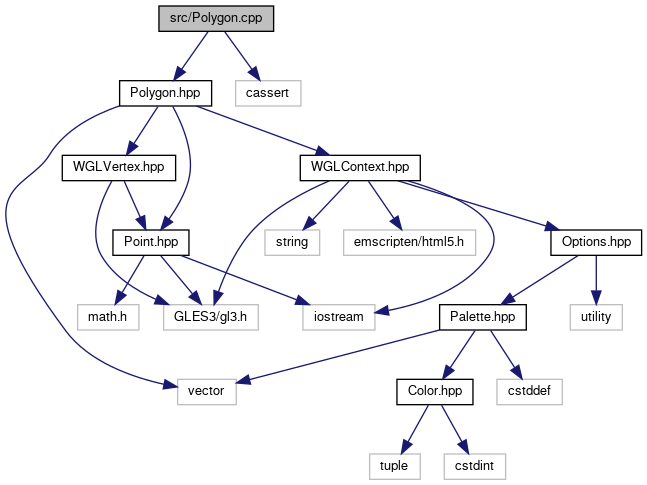 src/Polygon.cpp
Polygon.hpp
cassert
WGLVertex.hpp
WGLContext.hpp
Point.hpp
string
emscripten/html5.h
Options.hpp
math.h
GLES3/gl3.h
iostream
Palette.hpp
utility
vector
Color.hpp
cstddef
tuple
cstdint